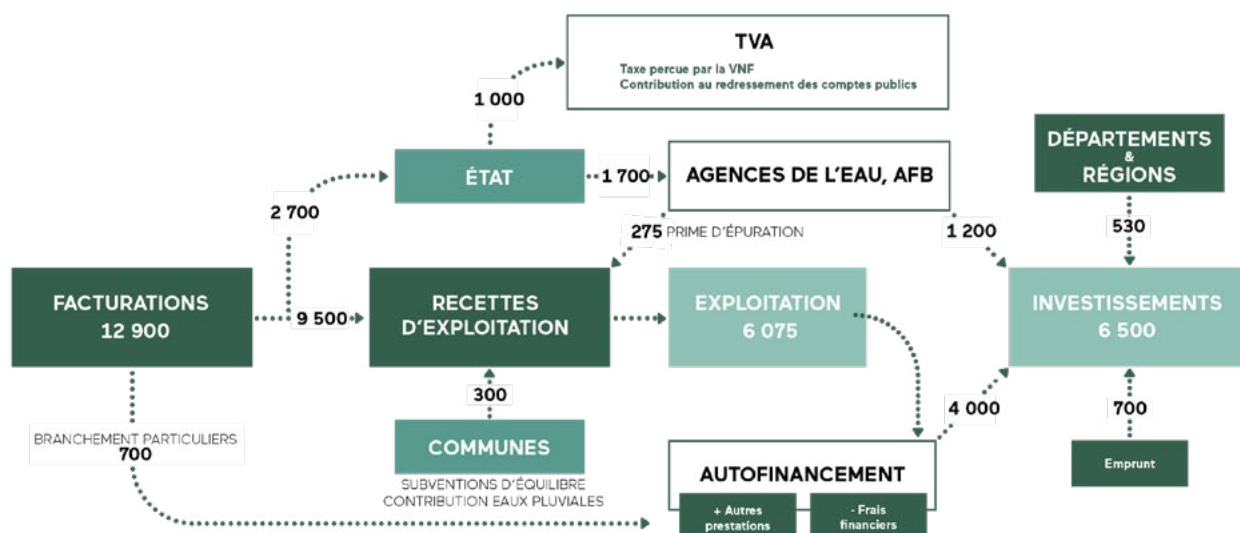 TVA
Taxe percue par la VNF
Contribution au redressement des comptes publics
1 000
DÉPARTEMENTS
&
RÉGIONS
ÉTAT
1 700
AGENCES DE L'EAU, AFB
2 700
275 PRIME D'ÉPURATION
1 200
530
FACTURATIONS
12 900
9 500
RECETTES
D'EXPLOITATION
EXPLOITATION
6 075
INVESTISSEMENTS
6 500
300
4 000
700
BRANCHEMENT PARTICULIERS
700
COMMUNES
SUBVENTIONS D'ÉQUILIBRE
CONTRIBUTION EAUX PLUVIALES
AUTOFINANCEMENT
+ Autres
prestations
- Frais
financiers
Emprunt